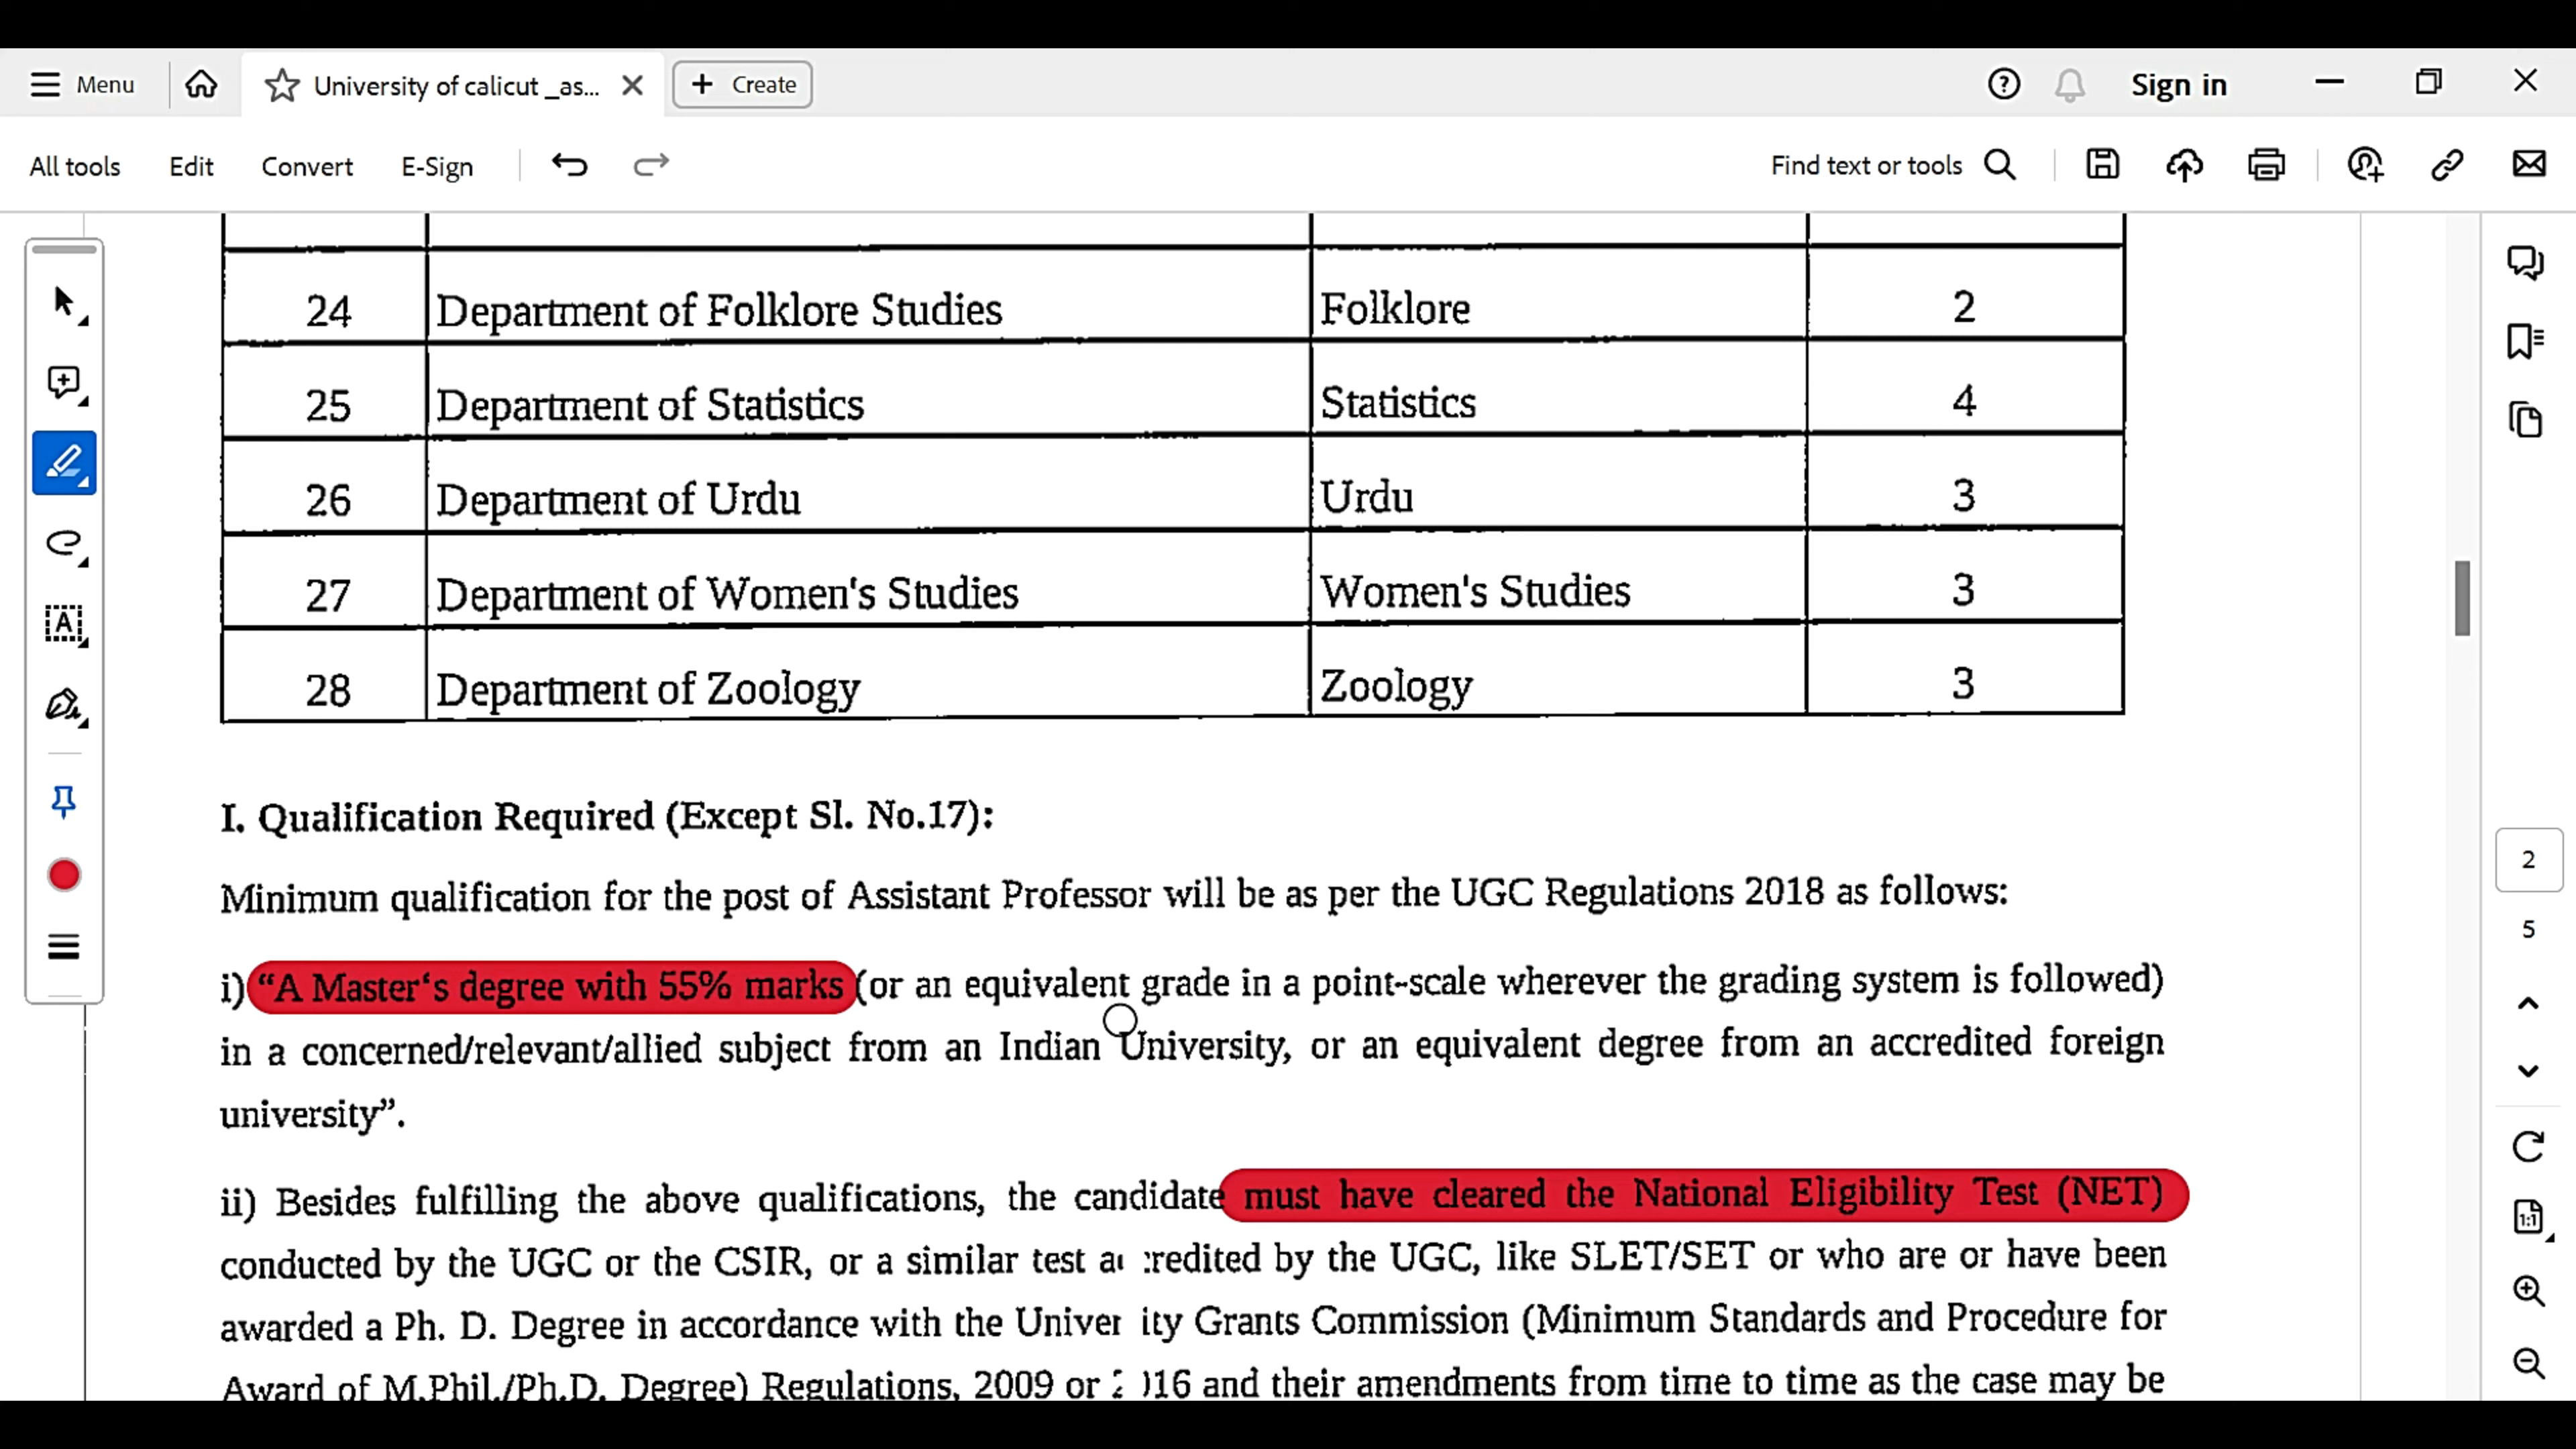 Menu
University of calicut _as...
Create
Sign in
All tools
Edit
Convert
E-Sign
Find text or tools
24 Department of Folklore Studies Folklore 2
25 Department of Statistics Statistics 4
26 Department of Urdu Urdu 3
27 Department of Women's Studies Women's Studies 3
28 Department of Zoology Zoology 3
I. Qualification Required (Except Sl. No.17):
Minimum qualification for the post of Assistant Professor will be as per the UGC Regulations 2018 as follows:
i) “A Master‘s degree with 55% marks (or an equivalent grade in a point-scale wherever the grading system is followed)
in a concerned/relevant/allied subject from an Indian University, or an equivalent degree from an accredited foreign
university”.
ii) Besides fulfilling the above qualifications, the candidate must have cleared the National Eligibility Test (NET)
conducted by the UGC or the CSIR, or a similar test accredited by the UGC, like SLET/SET or who are or have been
awarded a Ph. D. Degree in accordance with the University Grants Commission (Minimum Standards and Procedure for
Award of M.Phil./Ph.D. Degree) Regulations, 2009 or 2016 and their amendments from time to time as the case may be
2
5
1:1
A